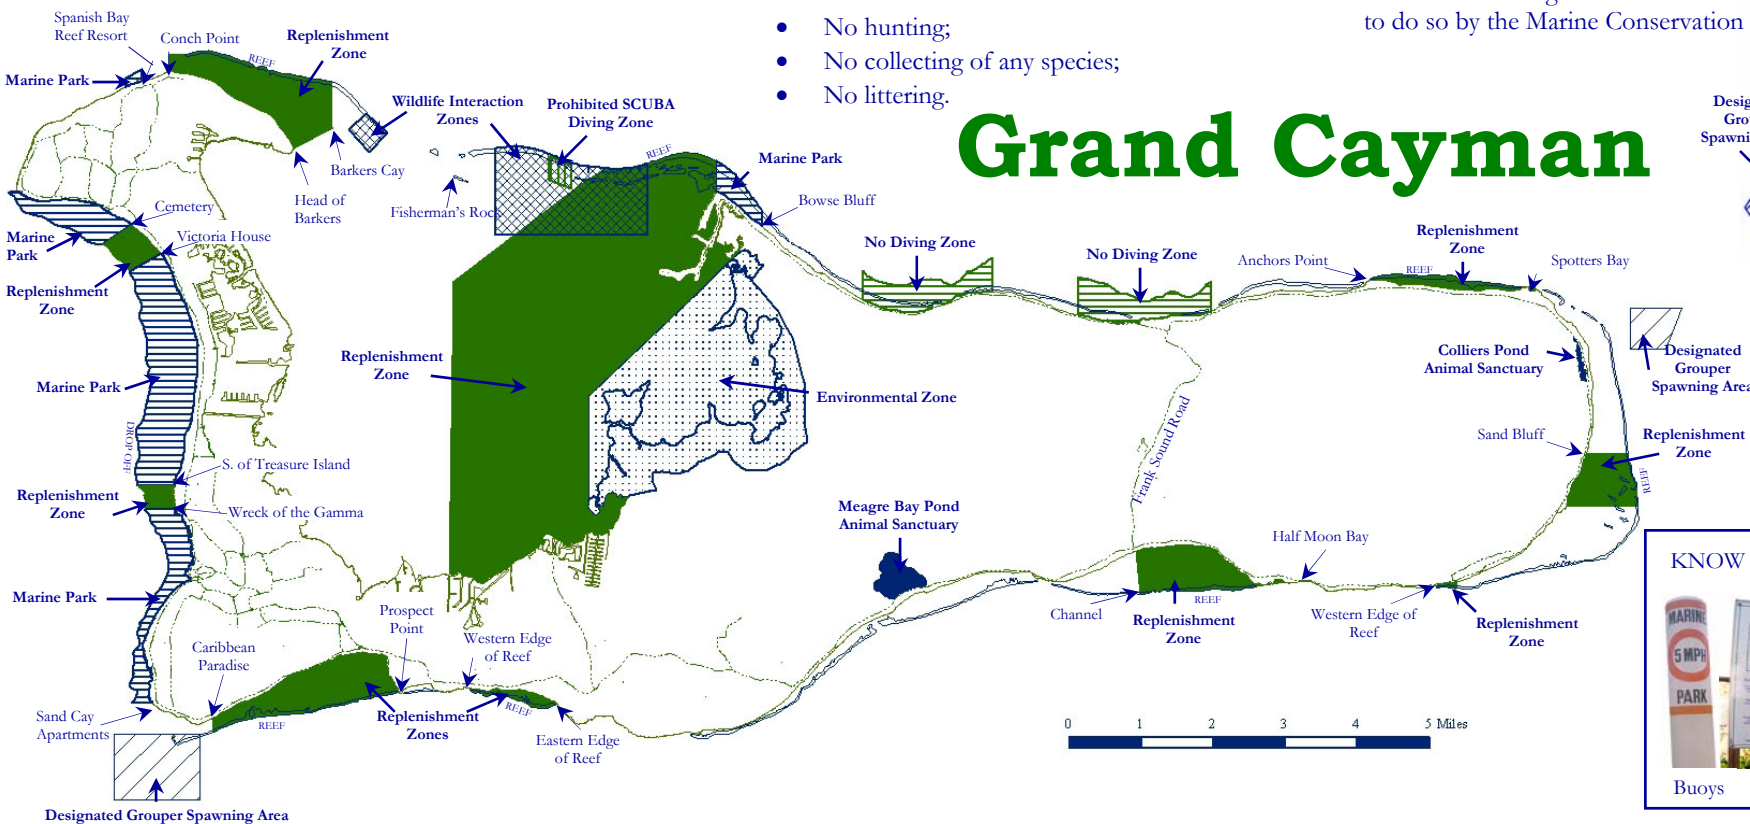 • No hunting;
• No collecting of any species;
• No littering.
to do so by the Marine Conservation
Grand Cayman
Spanish Bay
Reef Resort
Conch Point
Replenishment
Zone
REEF
Marine Park
Wildlife Interaction
Zones
Prohibited SCUBA
Diving Zone
REEF
Marine Park
Barkers Cay
Head of
Barkers
Fisherman's Rock
Bowse Bluff
Cemetery
Marine
Park
Victoria House
Replenishment
Zone
No Diving Zone
No Diving Zone
Anchors Point
REEF
Replenishment
Zone
Spotters Bay
Colliers Pond
Animal Sanctuary
Designated
Grouper
Spawning Area
Replenishment
Zone
Environmental Zone
Marine Park
DROP OFF
Frank Sound Road
Sand Bluff
Replenishment
Zone
REEF
S. of Treasure Island
Replenishment
Zone
Wreck of the Gamma
Meagre Bay Pond
Animal Sanctuary
Half Moon Bay
Marine Park
Channel
REEF
Replenishment
Zone
Western Edge of
Reef
Replenishment
Zone
Prospect
Point
Caribbean
Paradise
Western Edge
of Reef
Sand Cay
Apartments
REEF
Replenishment
Zones
REEF
Eastern Edge
of Reef
Designated Grouper Spawning Area
0 1 2 3 4 5 Miles
KNOW
MARINE
5 MPH
PARK
Buoys